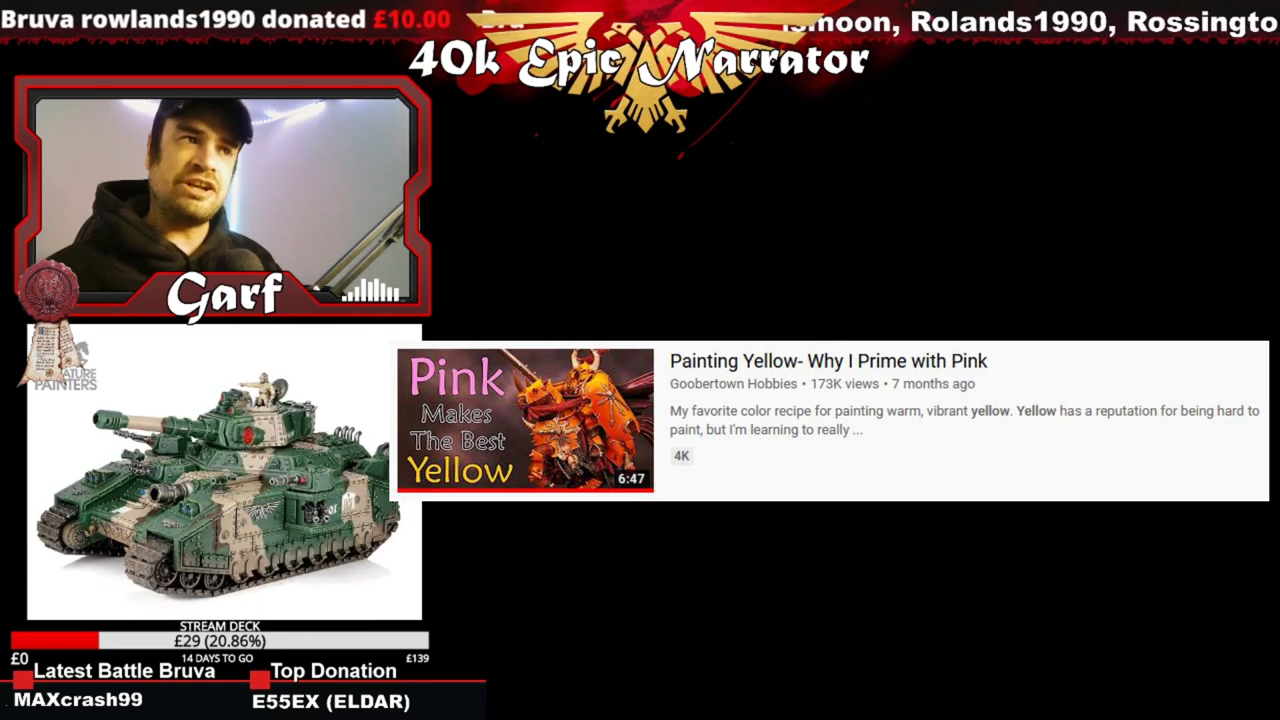 Bruva rowlands1990 donated £10.00
Rolands1990, Rossingto
40k Epic Narrator
Garf
PAINTERS
Pink
Makes
The Best
Yellow
6:47
Painting Yellow- Why I Prime with Pink
Goobertown Hobbies • 173K views • 7 months ago
My favorite color recipe for painting warm, vibrant yellow. Yellow has a reputation for being hard to
paint, but I'm learning to really ...
4K
STREAM DECK
£29 (20.86%)
£0
14 DAYS TO GO
£139
Latest Battle Bruva
Top Donation
MAXcrash99
E55EX (ELDAR)